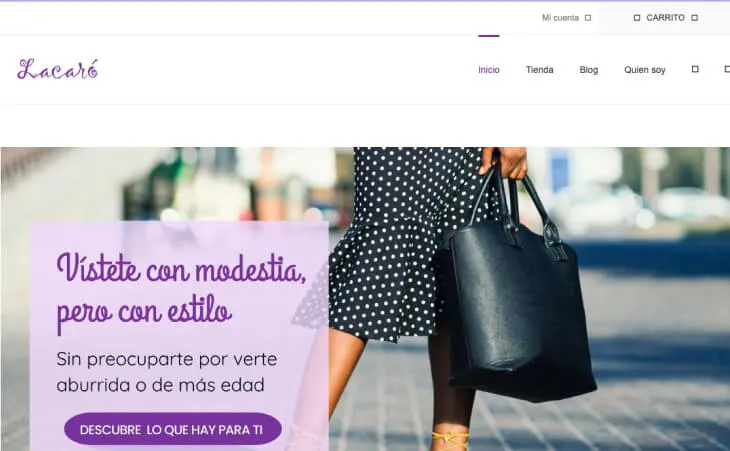 Mi cuenta
CARRITO
Lacaró
Inicio
Tienda
Blog
Quien soy
Vístete con modestia,
pero con estilo
Sin preocuparte por verte
aburrida o de más edad
DESCUBRE LO QUE HAY PARA TI